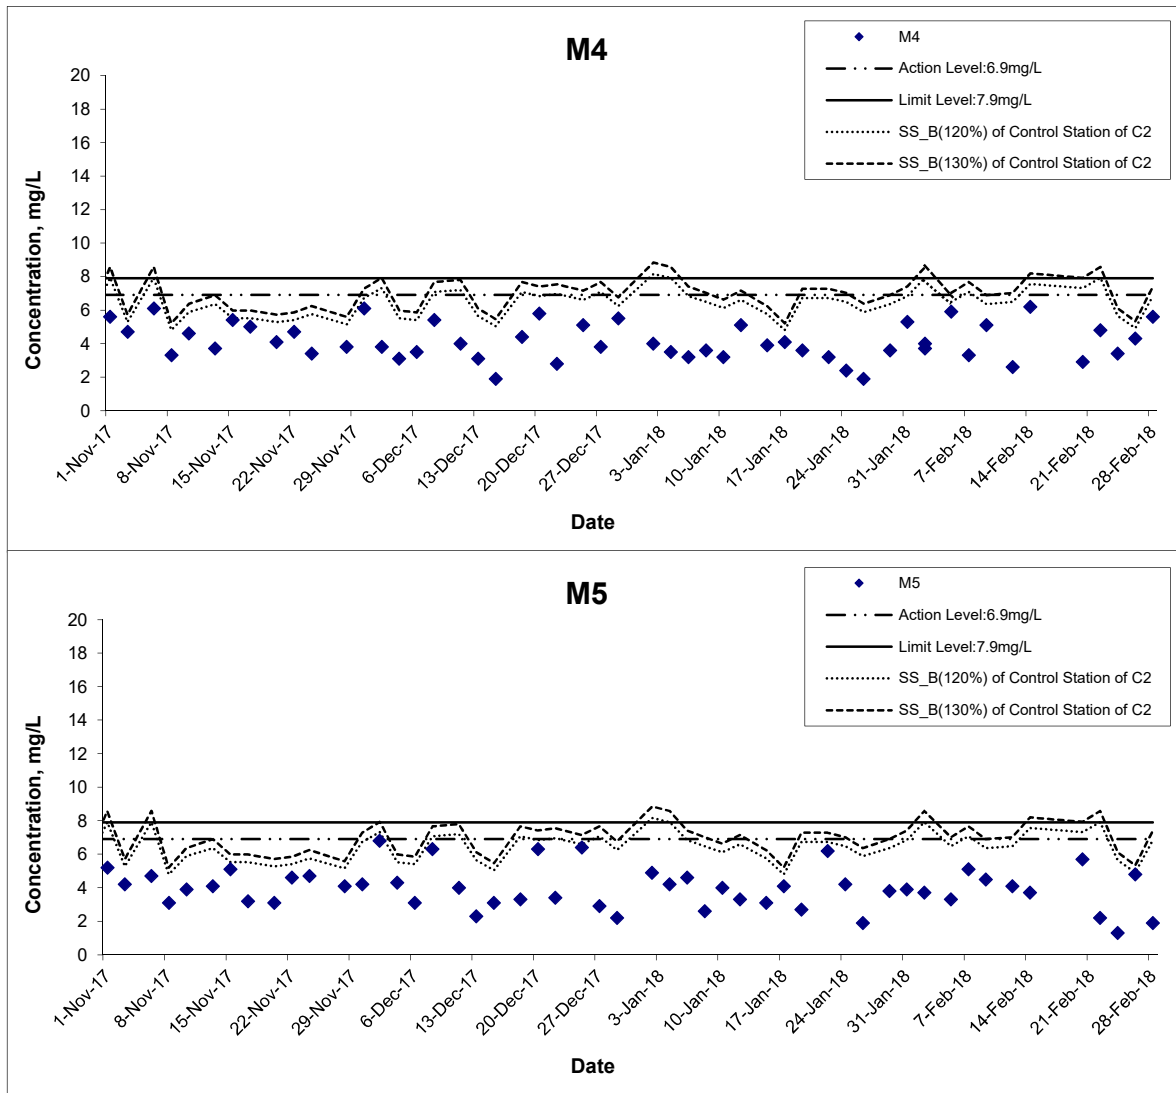 M4
M4
Action Level:6.9mg/L
Limit Level:7.9mg/L
SS_B(120%) of Control Station of C2
SS_B(130%) of Control Station of C2
Concentration, mg/L
20
18
16
14
12
10
8
6
4
2
0
1-Nov-17
8-Nov-17
15-Nov-17
22-Nov-17
29-Nov-17
6-Dec-17
13-Dec-17
20-Dec-17
27-Dec-17
3-Jan-18
10-Jan-18
17-Jan-18
24-Jan-18
31-Jan-18
7-Feb-18
14-Feb-18
21-Feb-18
28-Feb-18
Date
M5
M5
Action Level:6.9mg/L
Limit Level:7.9mg/L
SS_B(120%) of Control Station of C2
SS_B(130%) of Control Station of C2
Concentration, mg/L
20
18
16
14
12
10
8
6
4
2
0
1-Nov-17
8-Nov-17
15-Nov-17
22-Nov-17
29-Nov-17
6-Dec-17
13-Dec-17
20-Dec-17
27-Dec-17
3-Jan-18
10-Jan-18
17-Jan-18
24-Jan-18
31-Jan-18
7-Feb-18
14-Feb-18
21-Feb-18
28-Feb-18
Date